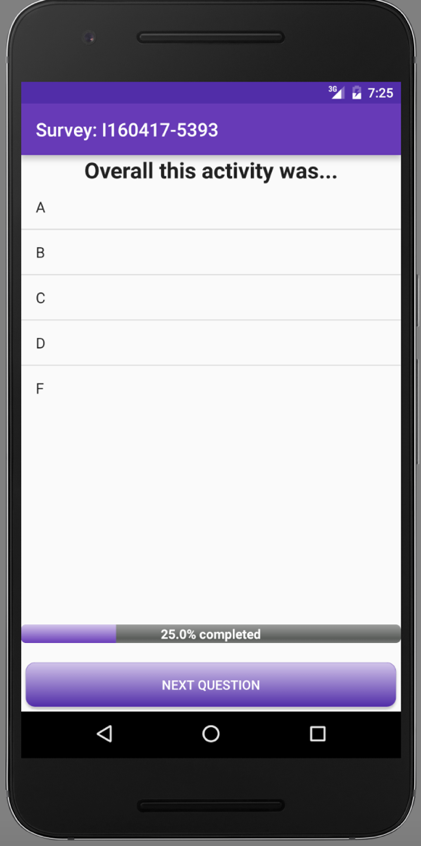 3G 7:25
Survey: I160417-5393
Overall this activity was...
A
B
C
D
F
25.0% completed
NEXT QUESTION